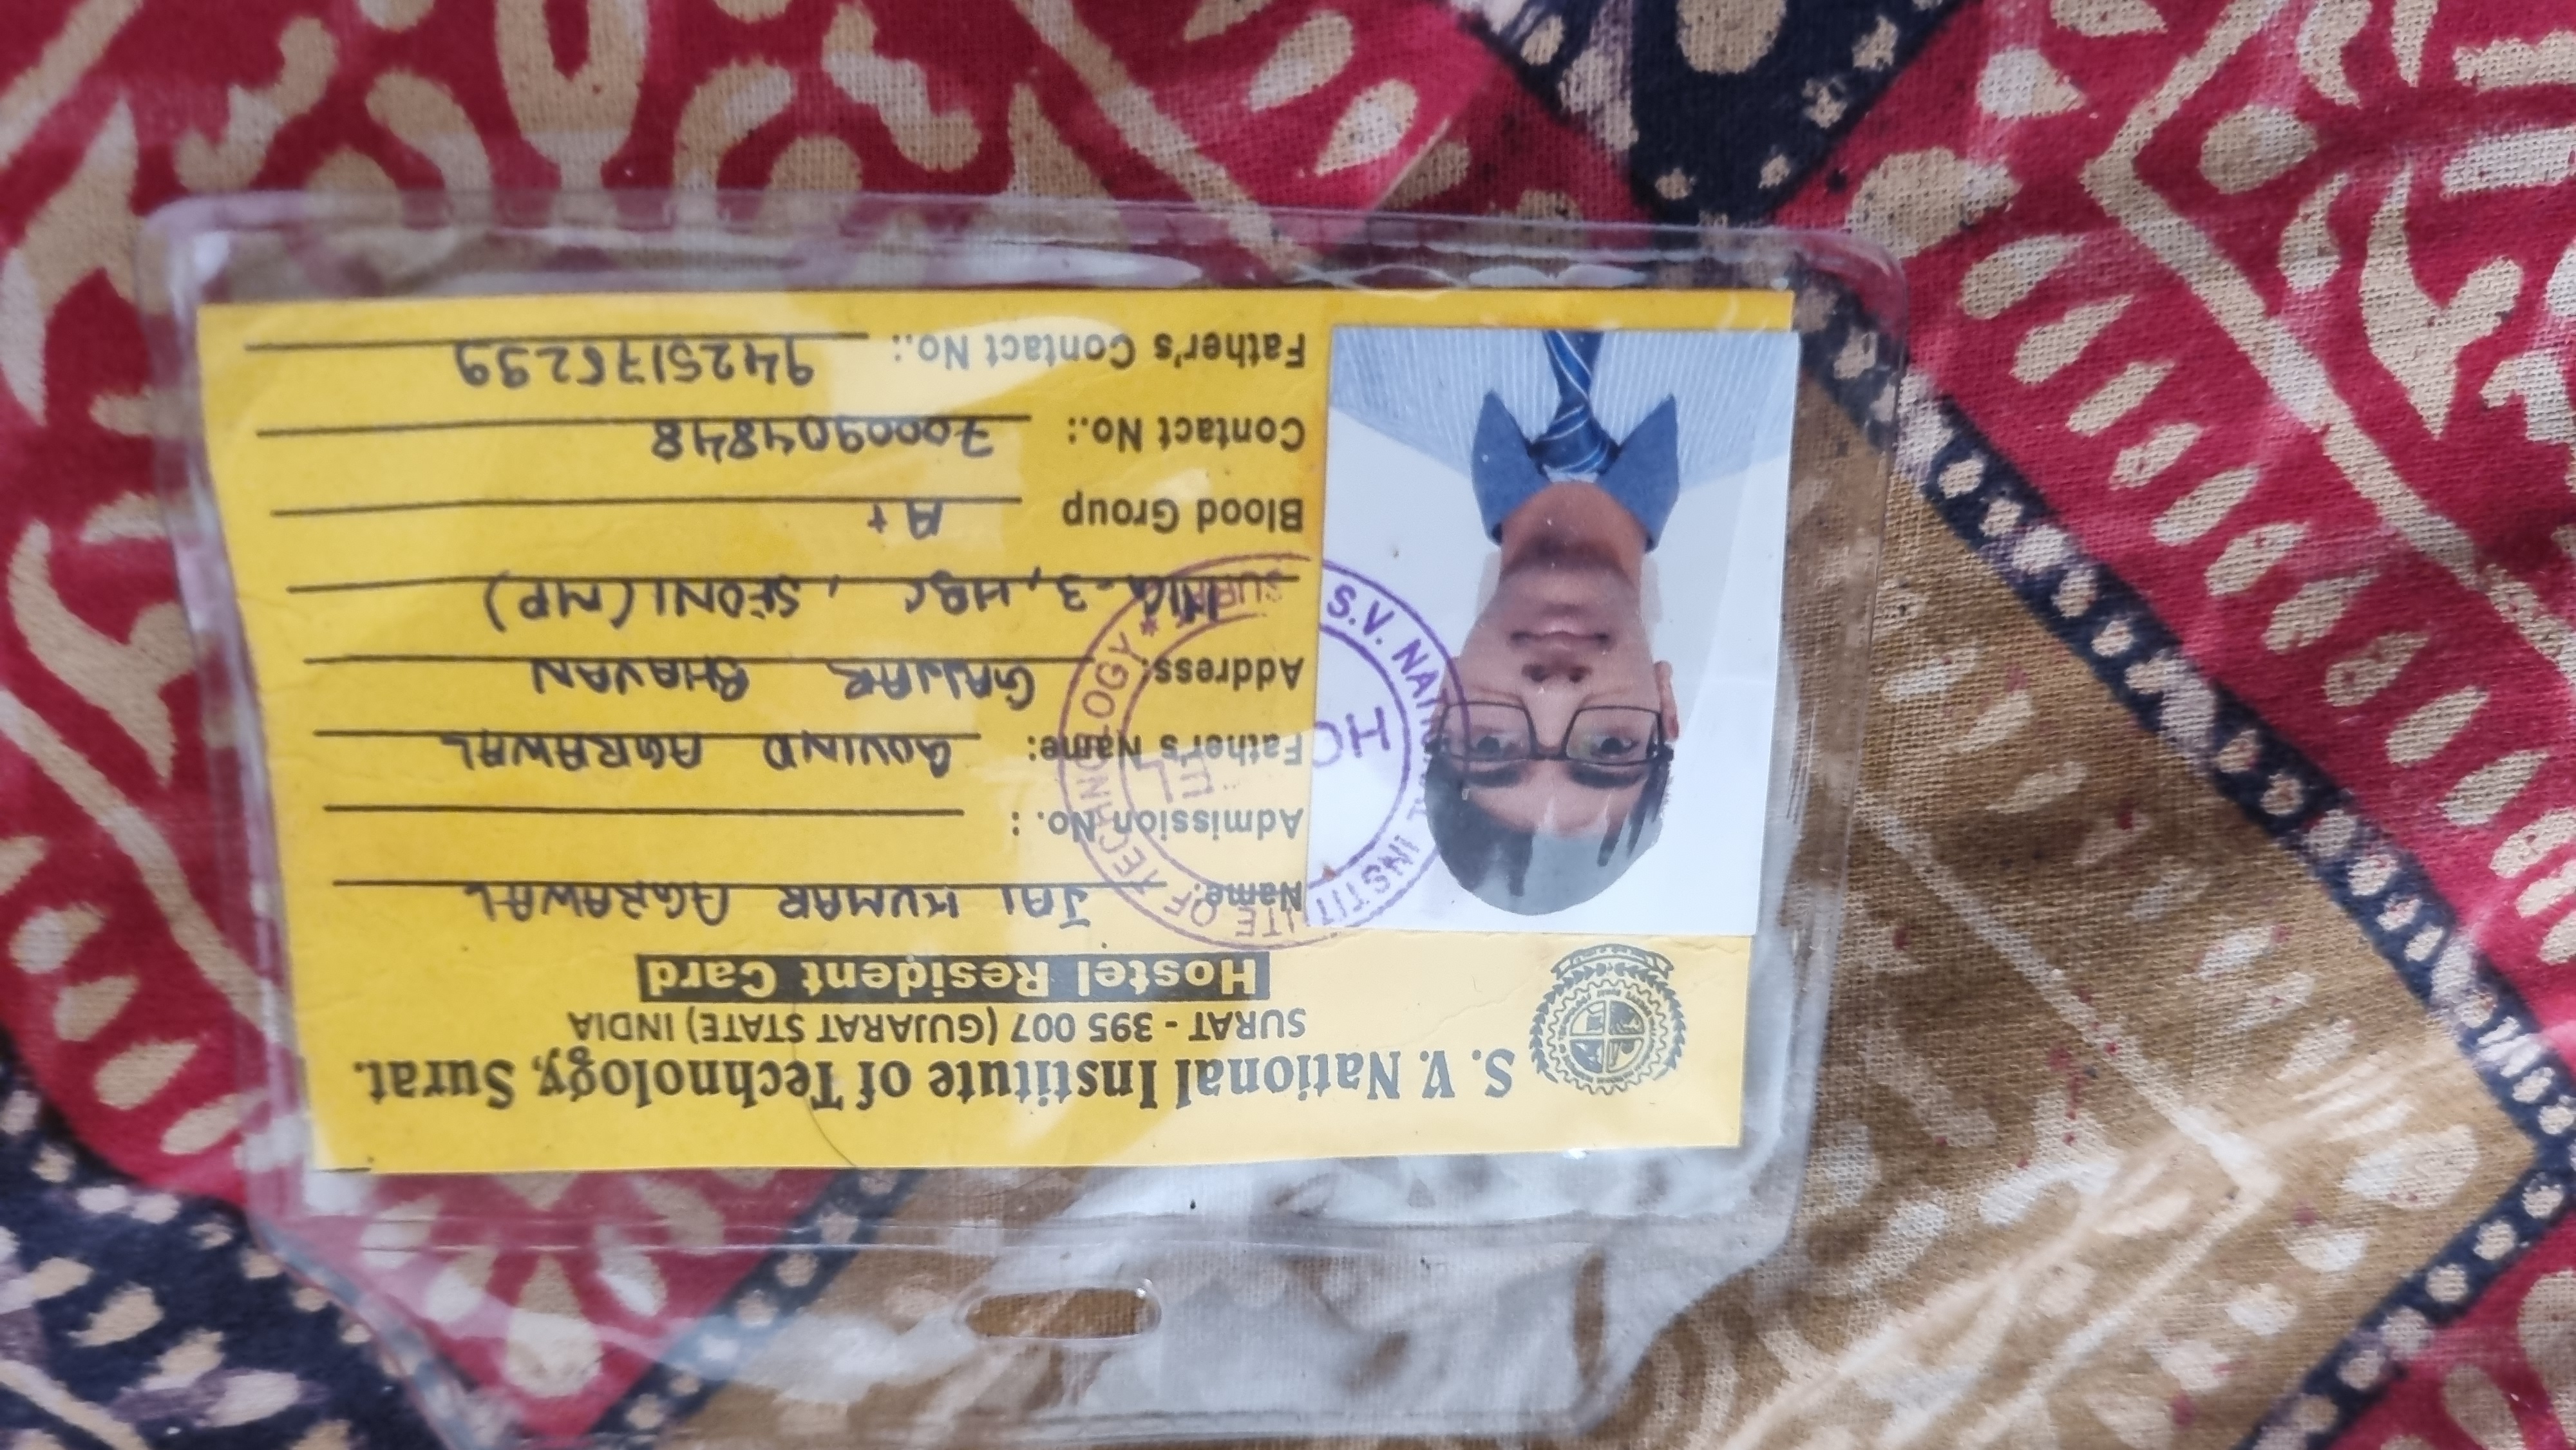 S. V. National Institute of Technology, Surat.
SURAT - 395 007 (GUJARAT STATE) INDIA
Hostel Resident Card
Name: JAI KUMAR AGRAWAL
Admission No. :
Father's Name: GOVIND AGRAWAL
Address: GAJJAR BHAVAN
-3, HBC, SEONI (MP)
Blood Group A+
Contact No.: 7000904848
Father's Contact No.:
S.V. NATIONAL INSTITUTE OF TECHNOLOGY * SURAT
HOSTEL